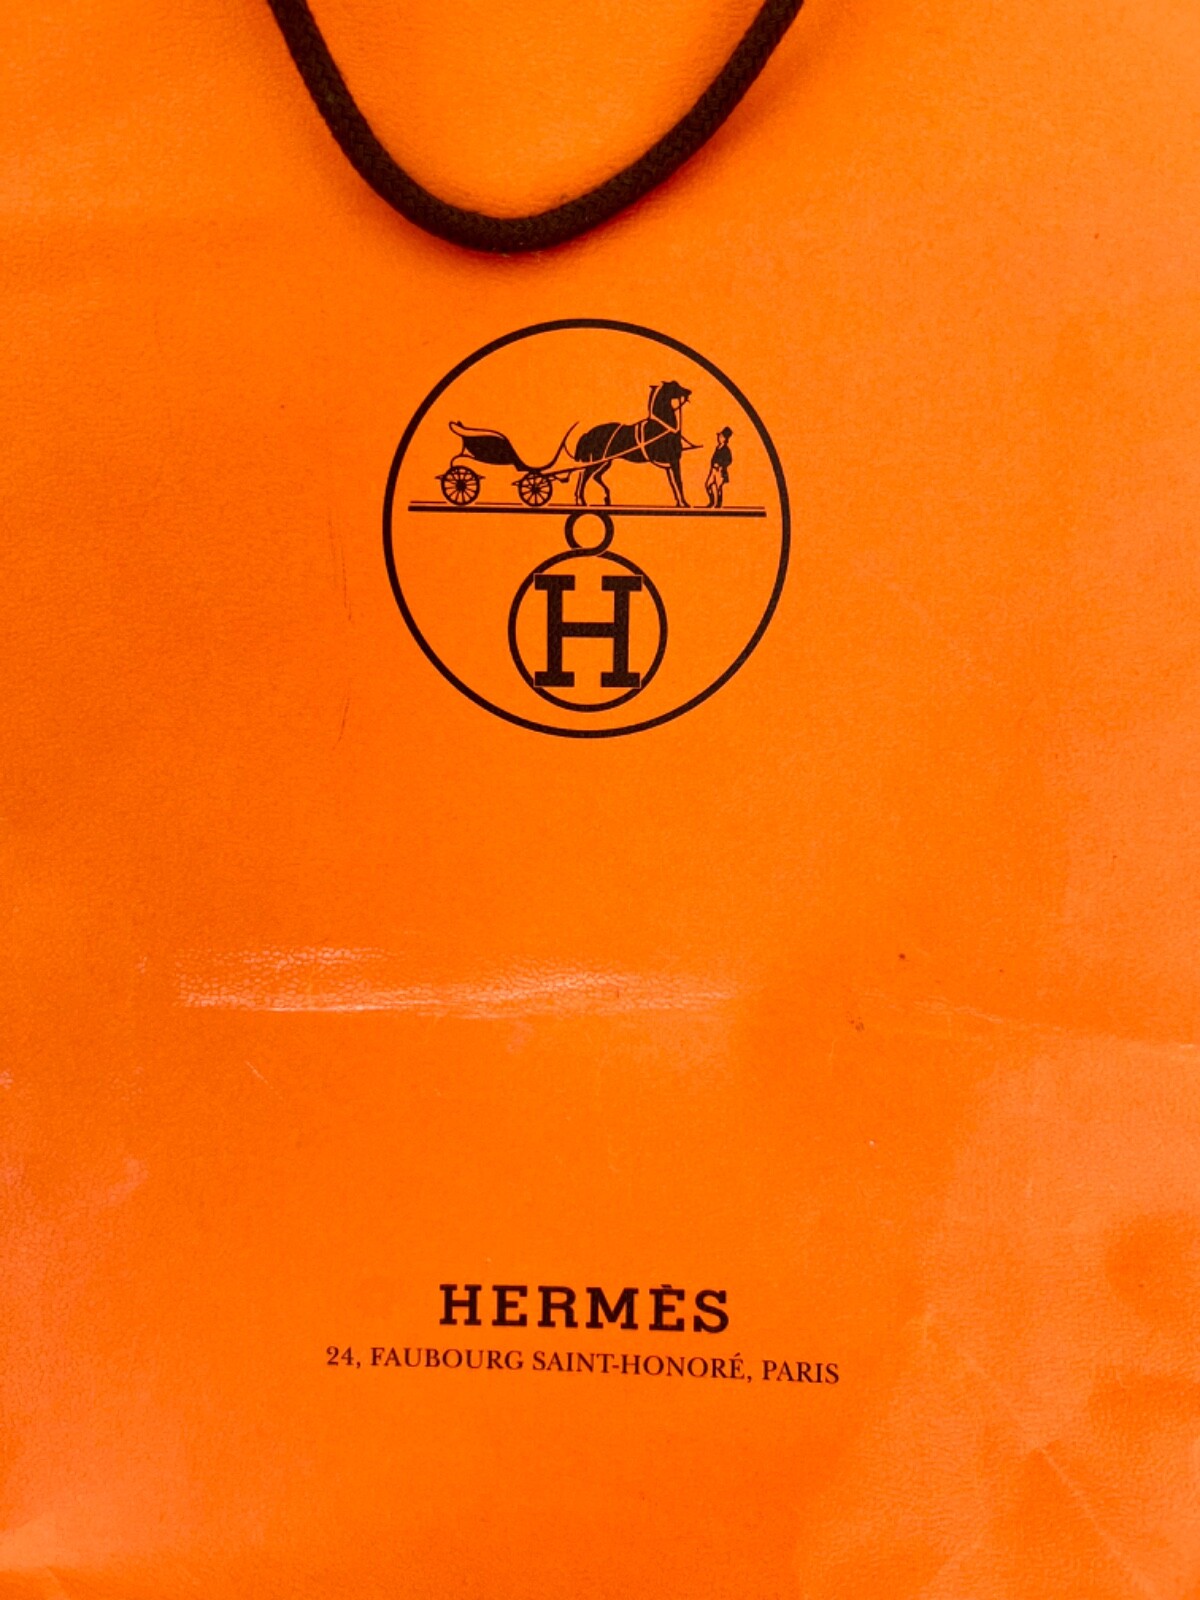 H
HERMÈS
24, FAUBOURG SAINT-HONORÉ, PARIS